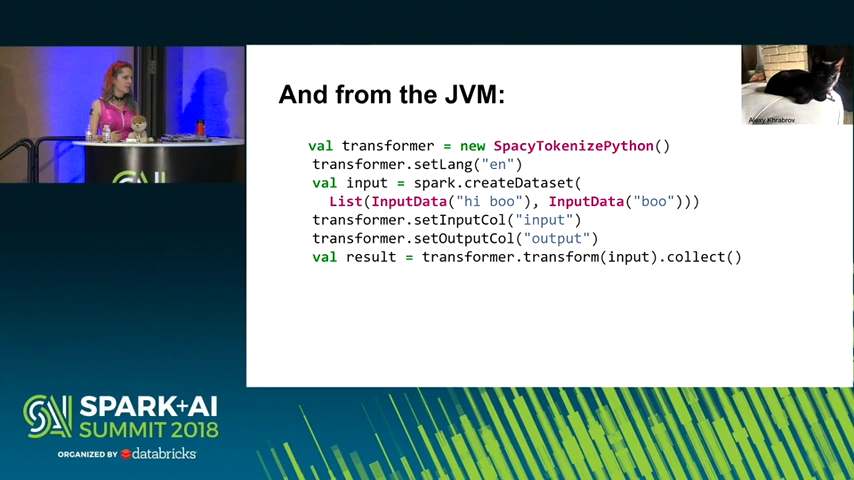 And from the JVM:
Alexy Khrabrov
val transformer = new SpacyTokenizePython()
transformer.setLang("en")
val input = spark.createDataset(
List(InputData("hi boo"), InputData("boo")))
transformer.setInputCol("input")
transformer.setOutputCol("output")
val result = transformer.transform(input).collect()
SAI
SPARK+AI
SUMMIT 2018
ORGANIZED BY databricks